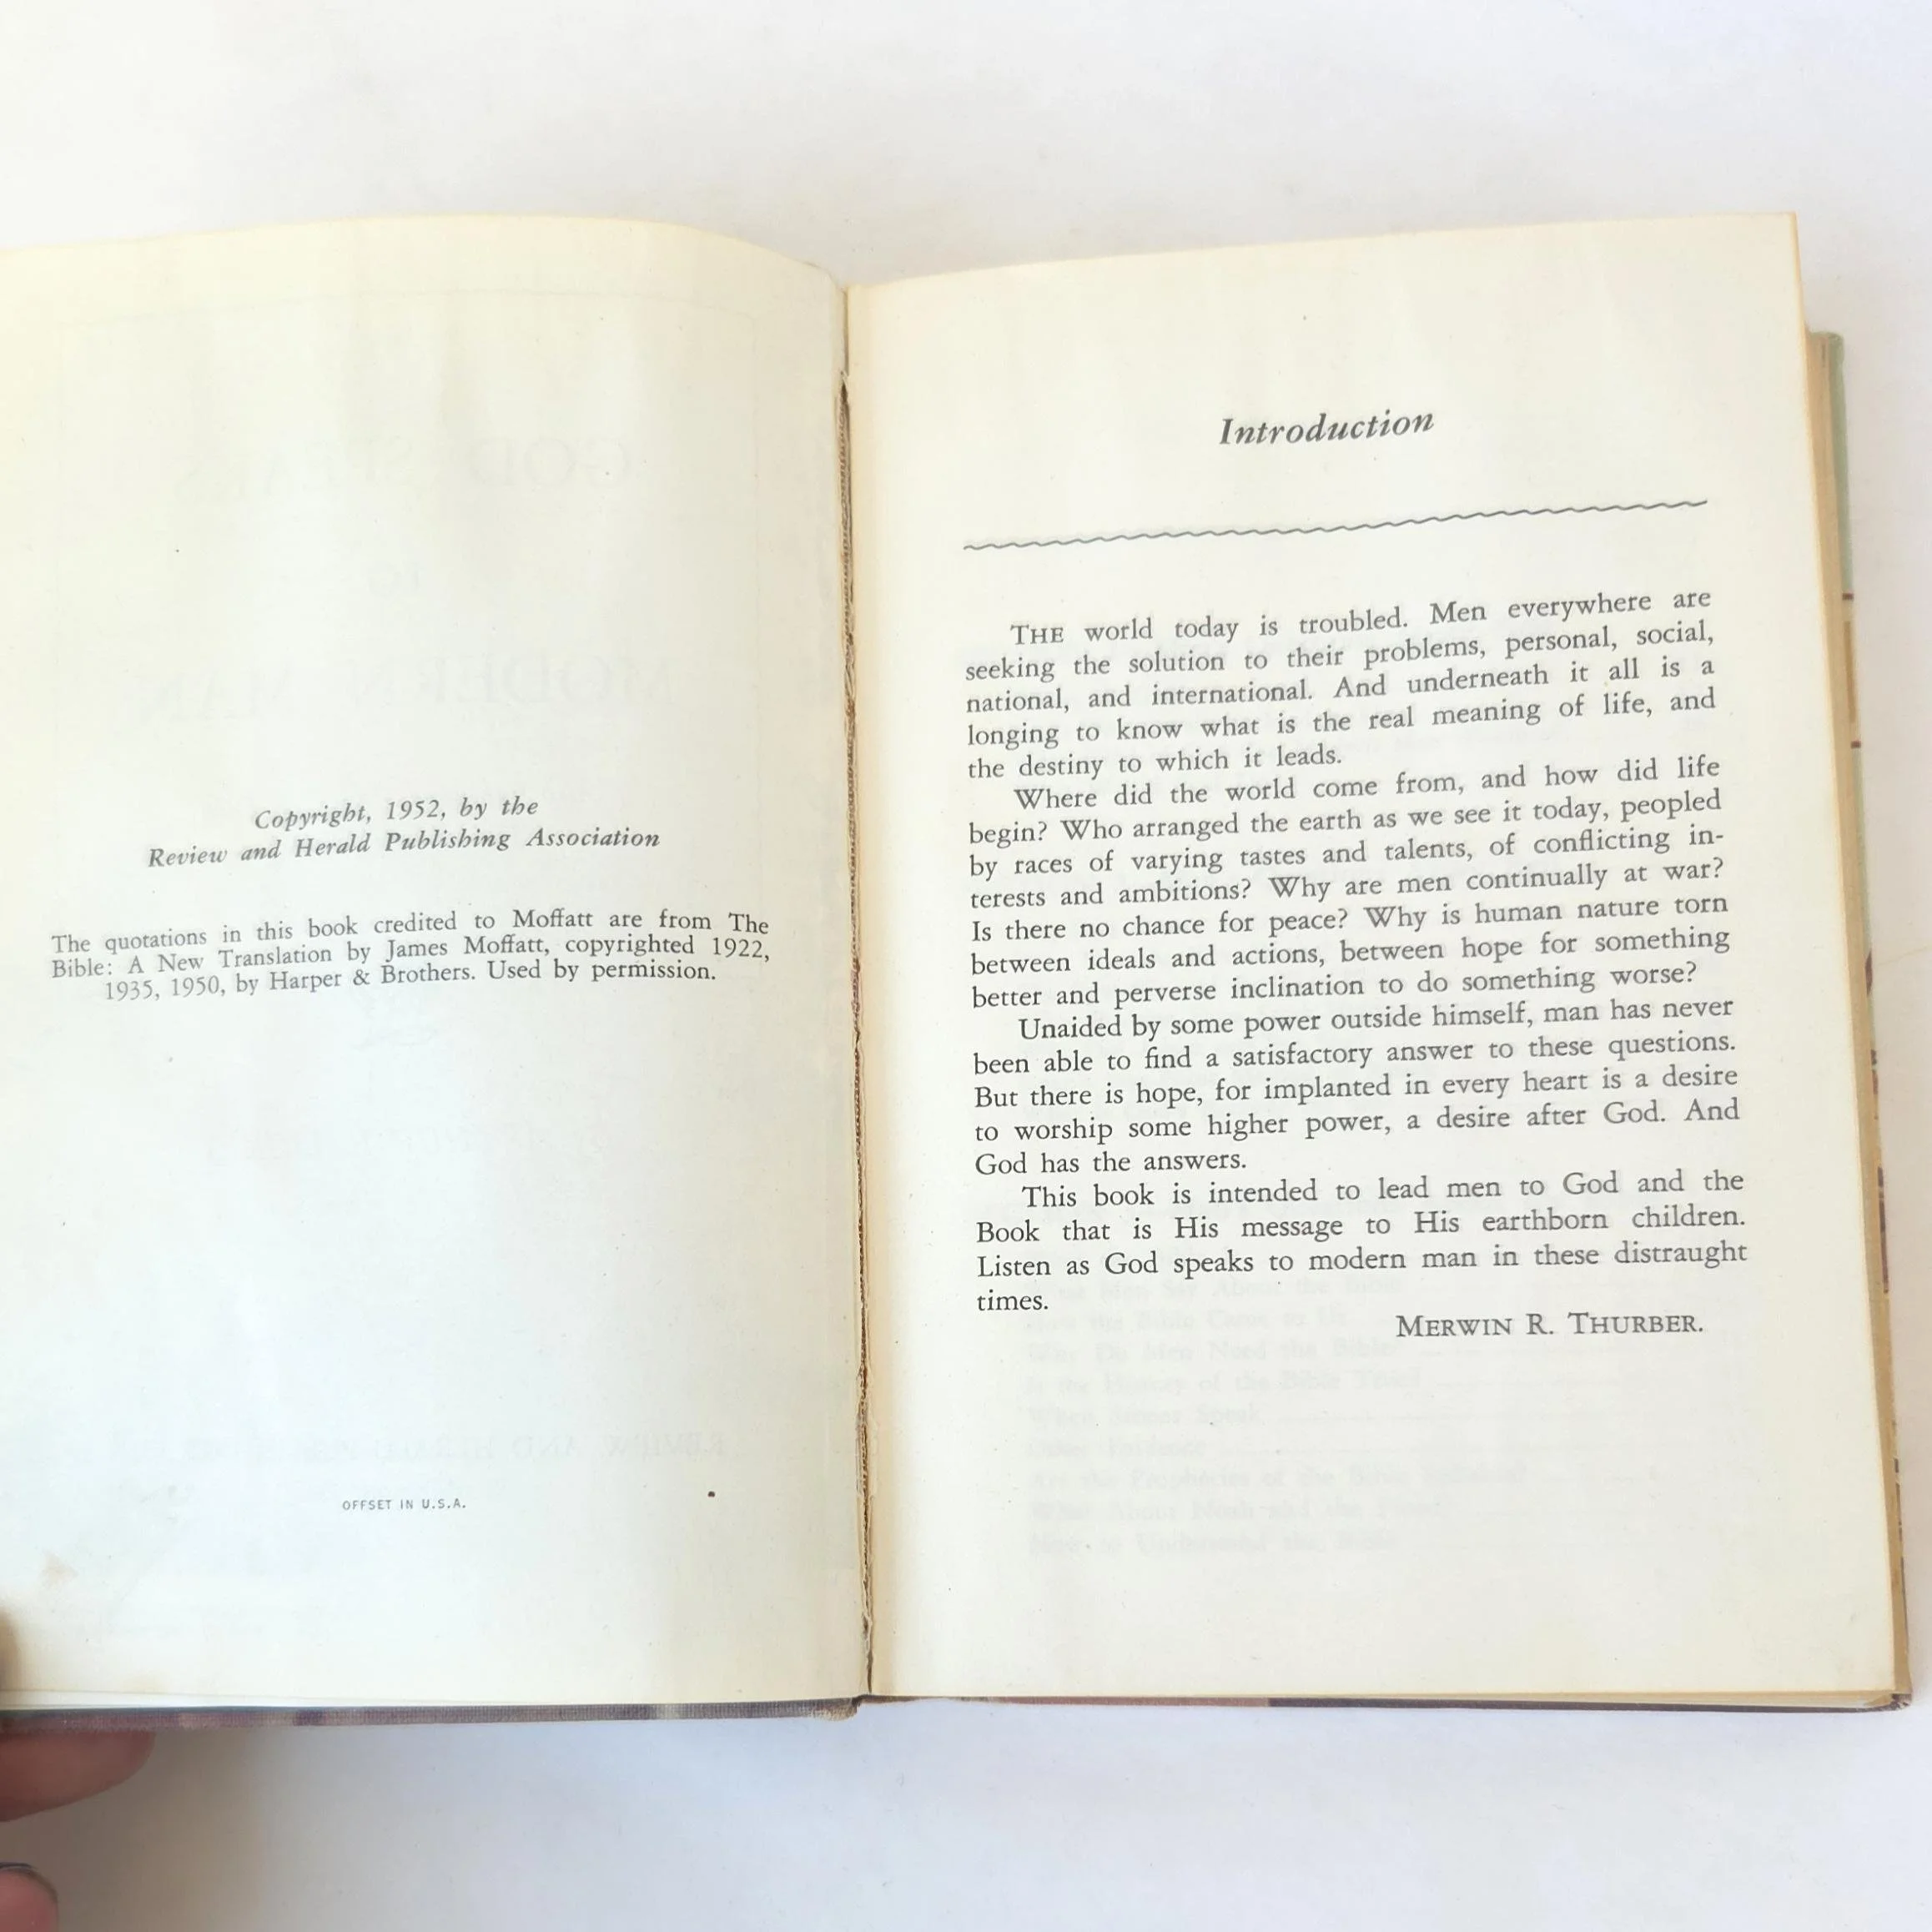 Copyright, 1952, by the
Review and Herald Publishing Association
The quotations in this book credited to Moffatt are from The
Bible: A New Translation by James Moffatt, copyrighted 1922,
1935, 1950, by Harper & Brothers. Used by permission.
OFFSET IN U.S.A.
Introduction
THE world today is troubled. Men everywhere are
seeking the solution to their problems, personal, social,
national, and international. And underneath it all is a
longing to know what is the real meaning of life, and
the destiny to which it leads.
Where did the world come from, and how did life
begin? Who arranged the earth as we see it today, peopled
by races of varying tastes and talents, of conflicting in-
terests and ambitions? Why are men continually at war?
Is there no chance for peace? Why is human nature torn
between ideals and actions, between hope for something
better and perverse inclination to do something worse?
Unaided by some power outside himself, man has never
been able to find a satisfactory answer to these questions.
But there is hope, for implanted in every heart is a desire
to worship some higher power, a desire after God. And
God has the answers.
This book is intended to lead men to God and the
Book that is His message to His earthborn children.
Listen as God speaks to modern man in these distraught
times.
MERWIN R. THURBER.